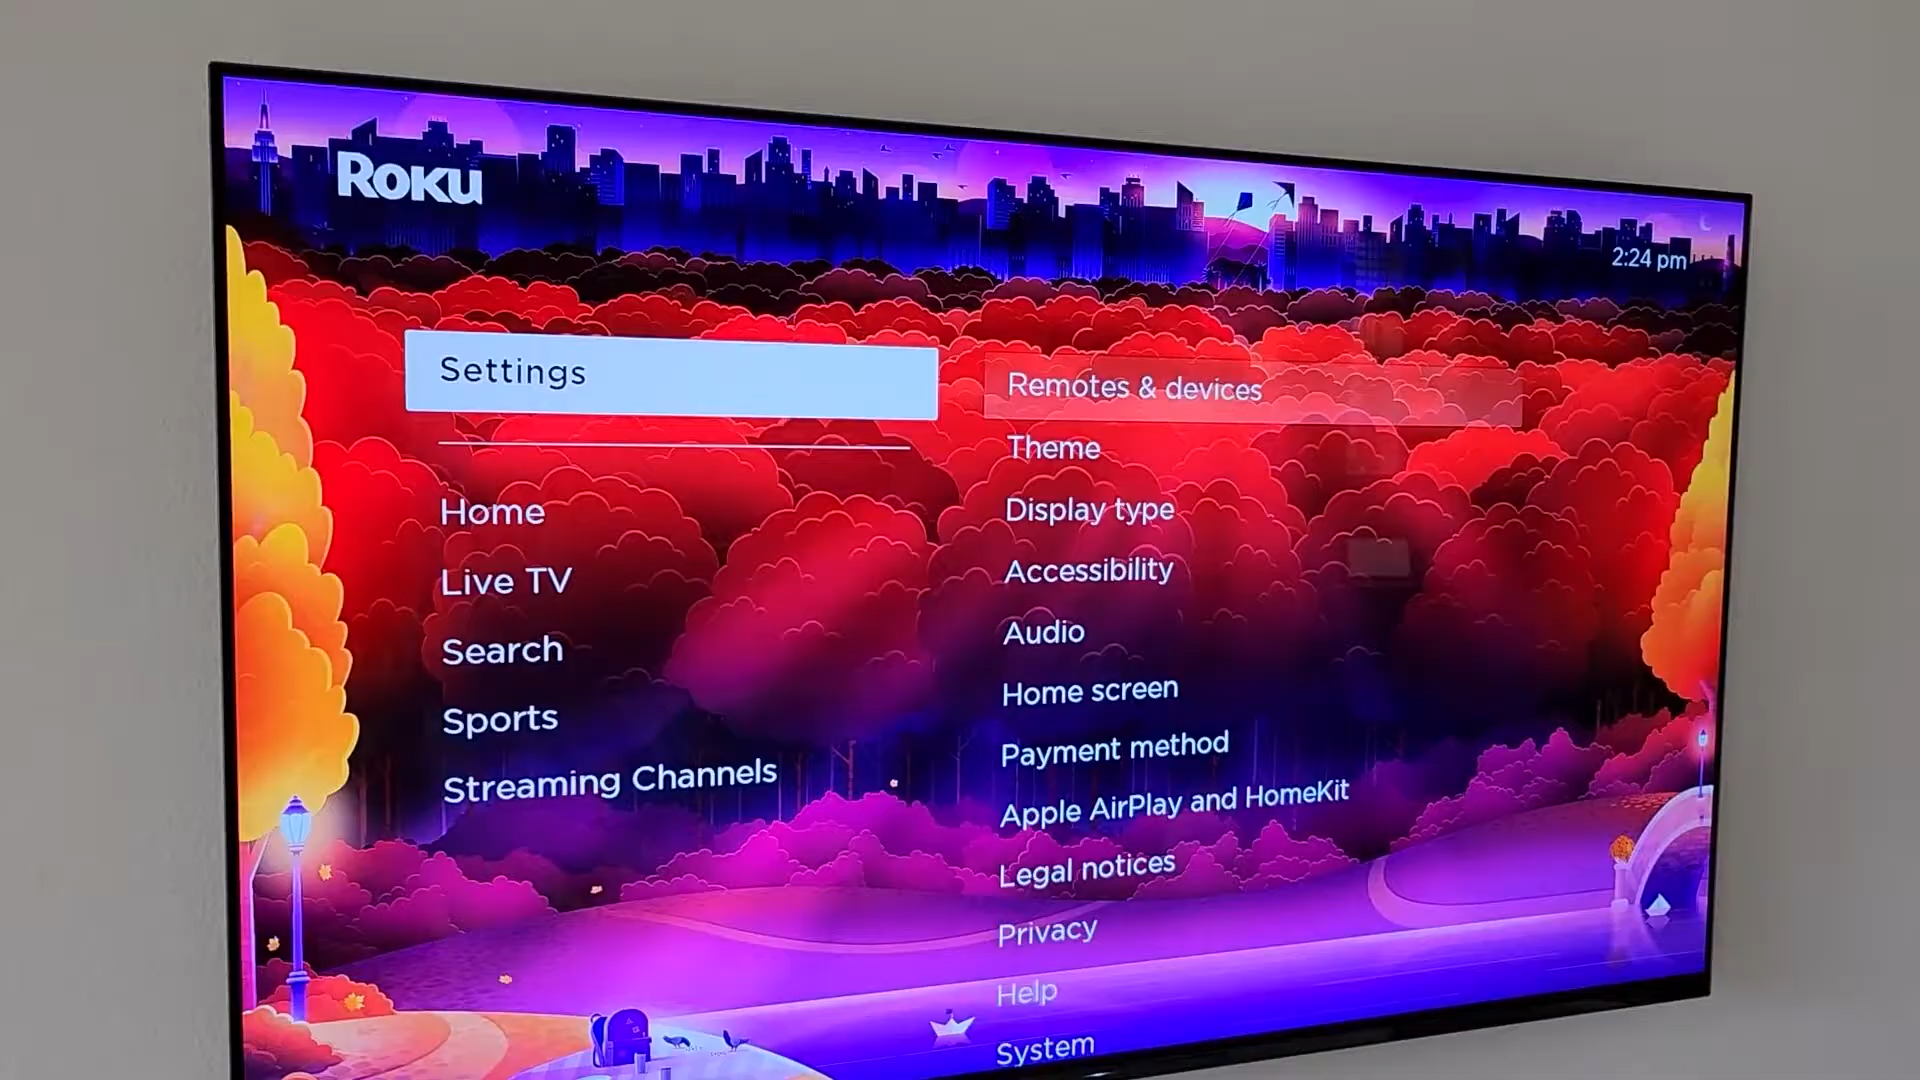 Roku
2:24 pm
Settings
Home
Live TV
Search
Sports
Streaming Channels
Remotes & devices
Theme
Display type
Accessibility
Audio
Home screen
Payment method
Apple AirPlay and HomeKit
Legal notices
Privacy
Help
System